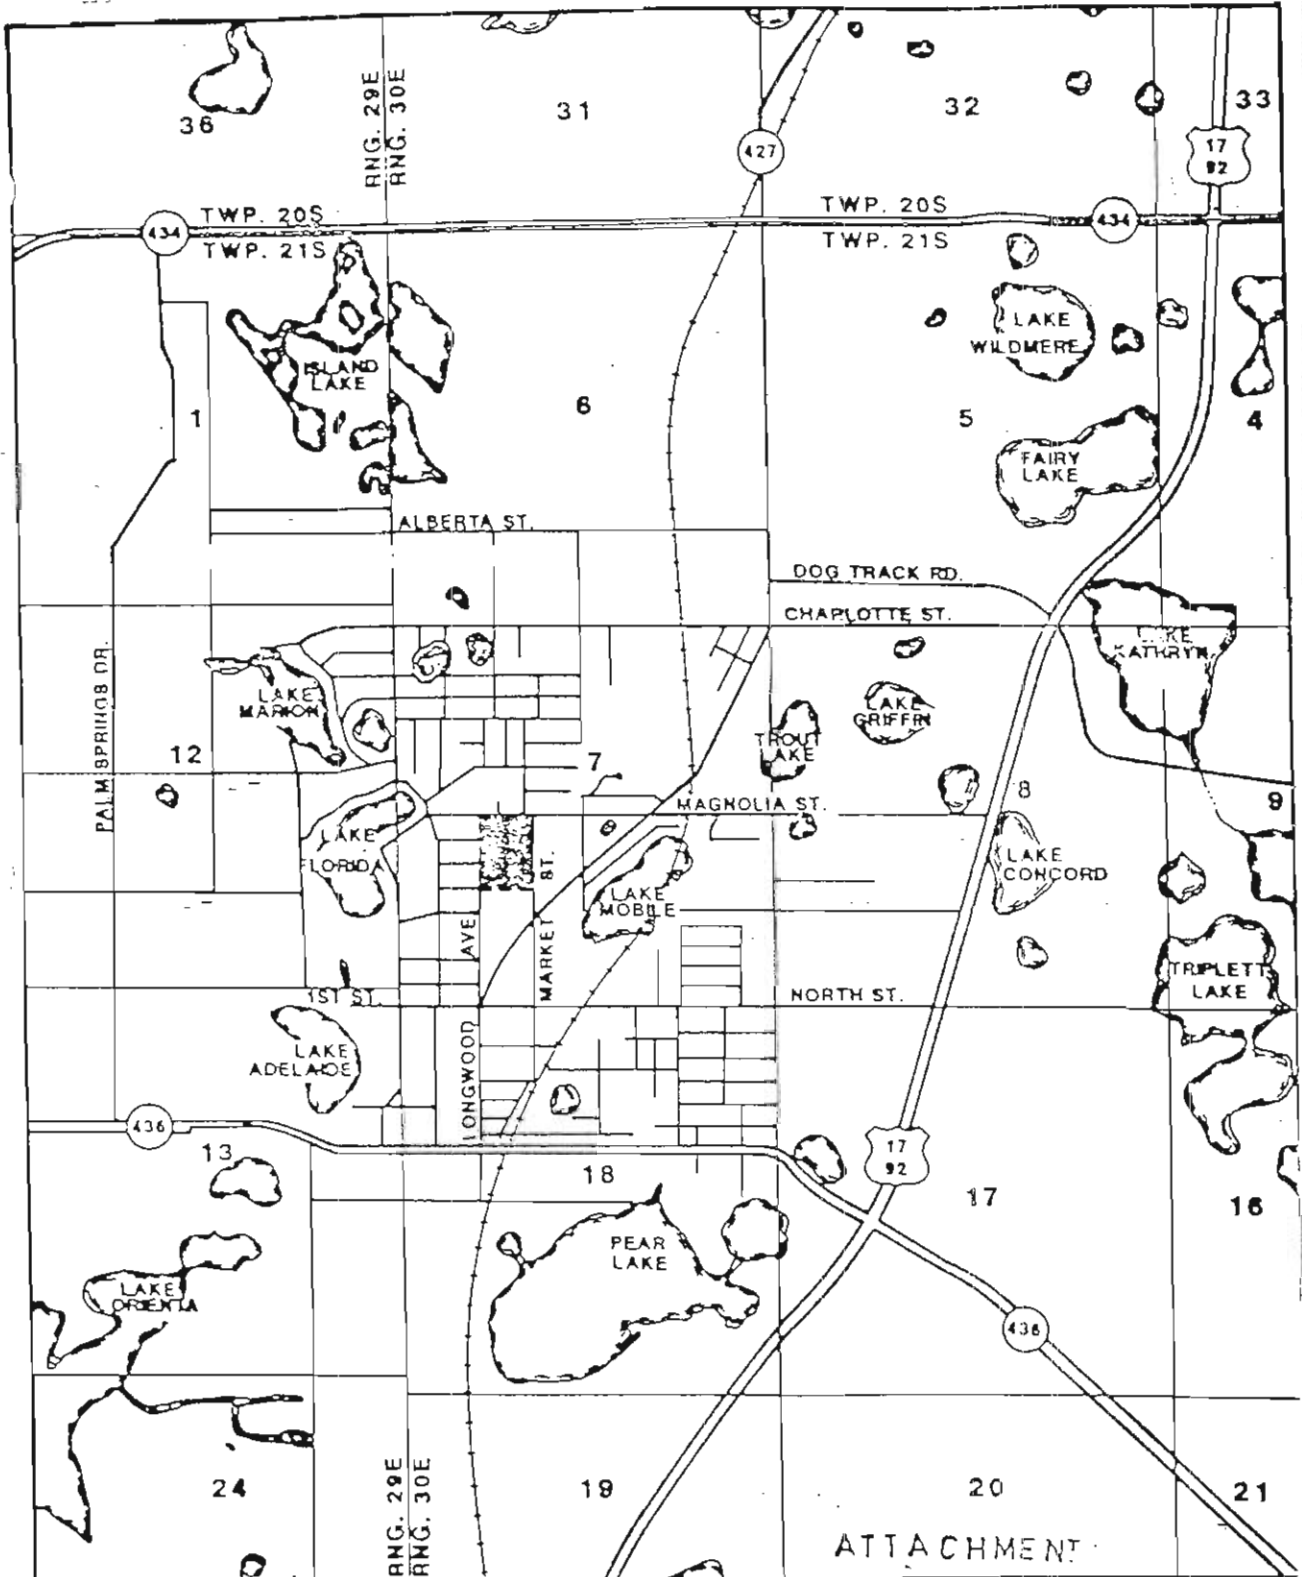 36
RNG. 29E
RNG. 30E
31
32
33
427
17
92
TWP. 20S
TWP. 20S
434
434
TWP. 21S
TWP. 21S
LAKE
WILDMERE
ISLAND
LAKE
1
6
5
4
FAIRY
LAKE
ALBERTA ST.
DOG TRACK RD.
CHARLOTTE ST.
LAKE
KATHRYN
PALM SPRINGS DR.
LAKE
MARION
LAKE
GRIFFIN
TROUT
LAKE
12
7
8
9
MAGNOLIA ST.
LAKE
FLORIDA
LAKE
CONCORD
LAKE
MOBILE
MARKET ST.
LONGWOOD AVE
TRIPLETT
LAKE
1ST ST.
NORTH ST.
LAKE
ADELAIDE
436
13
17
92
18
17
16
PEAR
LAKE
LAKE
ORIENTA
436
RNG. 29E
RNG. 30E
24
19
20
21
ATTACHMENT